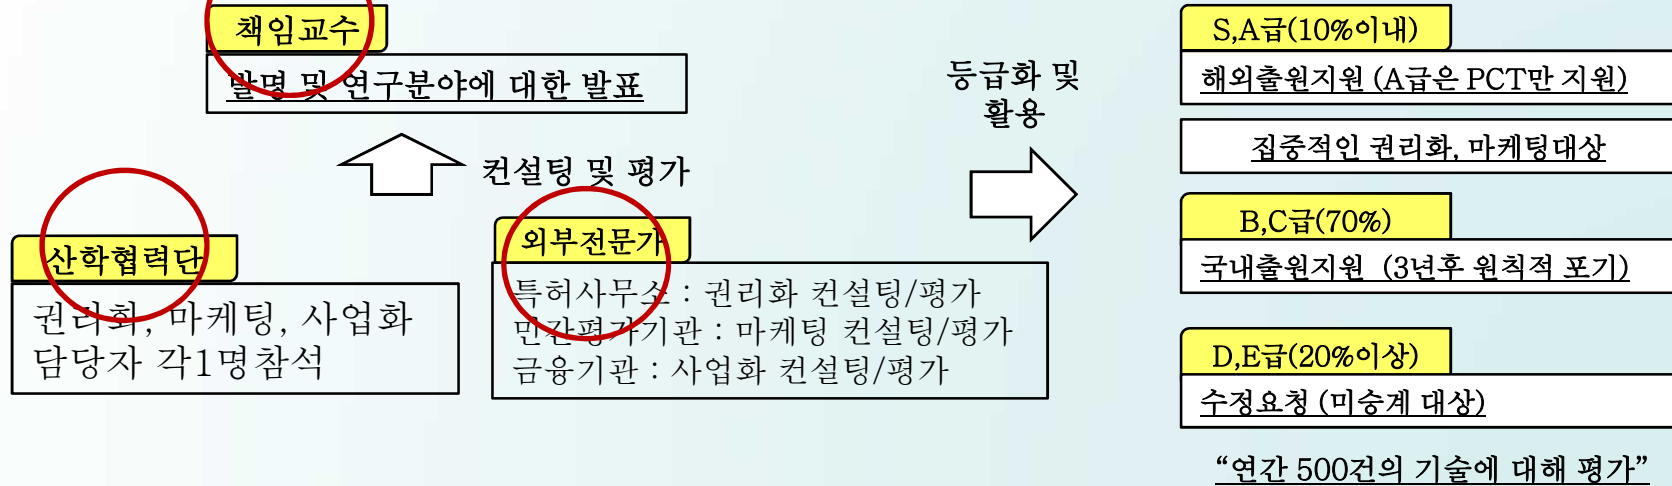 책임교수
발명 및 연구분야에 대한 발표
컨설팅 및 평가
산학협력단
권리화, 마케팅, 사업화
담당자 각1명참석
외부전문가
특허사무소 : 권리화 컨설팅/평가
민간평가기관 : 마케팅 컨설팅/평가
금융기관 : 사업화 컨설팅/평가
등급화 및
활용
S,A급(10%이내)
해외출원지원 (A급은 PCT만 지원)
집중적인 권리화, 마케팅대상
B,C급(70%)
국내출원지원 (3년후 원칙적 포기)
D,E급(20%이상)
수정요청 (미승계 대상)
“연간 500건의 기술에 대해 평가”